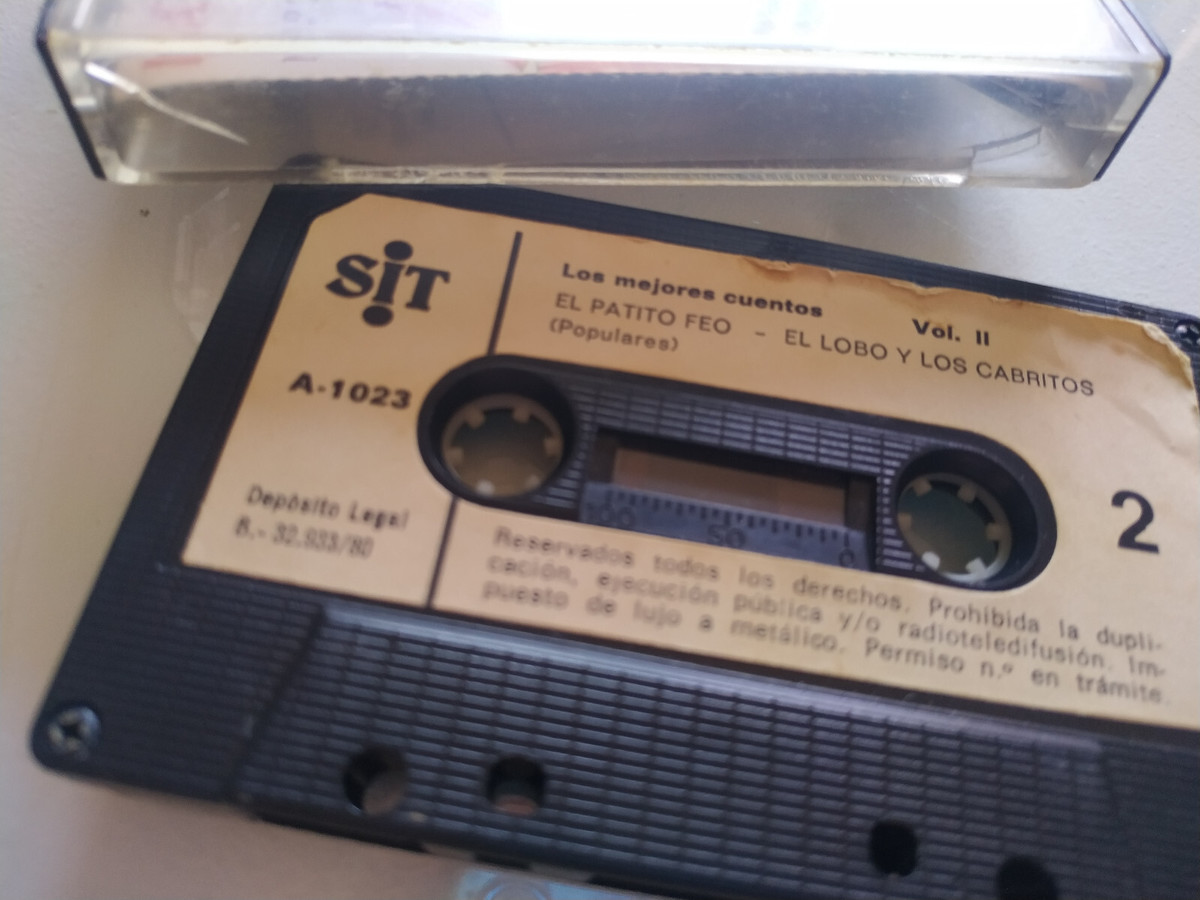 SIT
A-1023
Depósito Legal
B.- 32.933/80
Los mejores cuentos Vol. II
EL PATITO FEO - EL LOBO Y LOS CABRITOS
(Populares)
100 50 0
2
Reservados todos los derechos. Prohibida la dupli-
cación, ejecución pública y/o radioteledifusión. Im-
puesto de lujo a metálico. Permiso n.º en trámite.